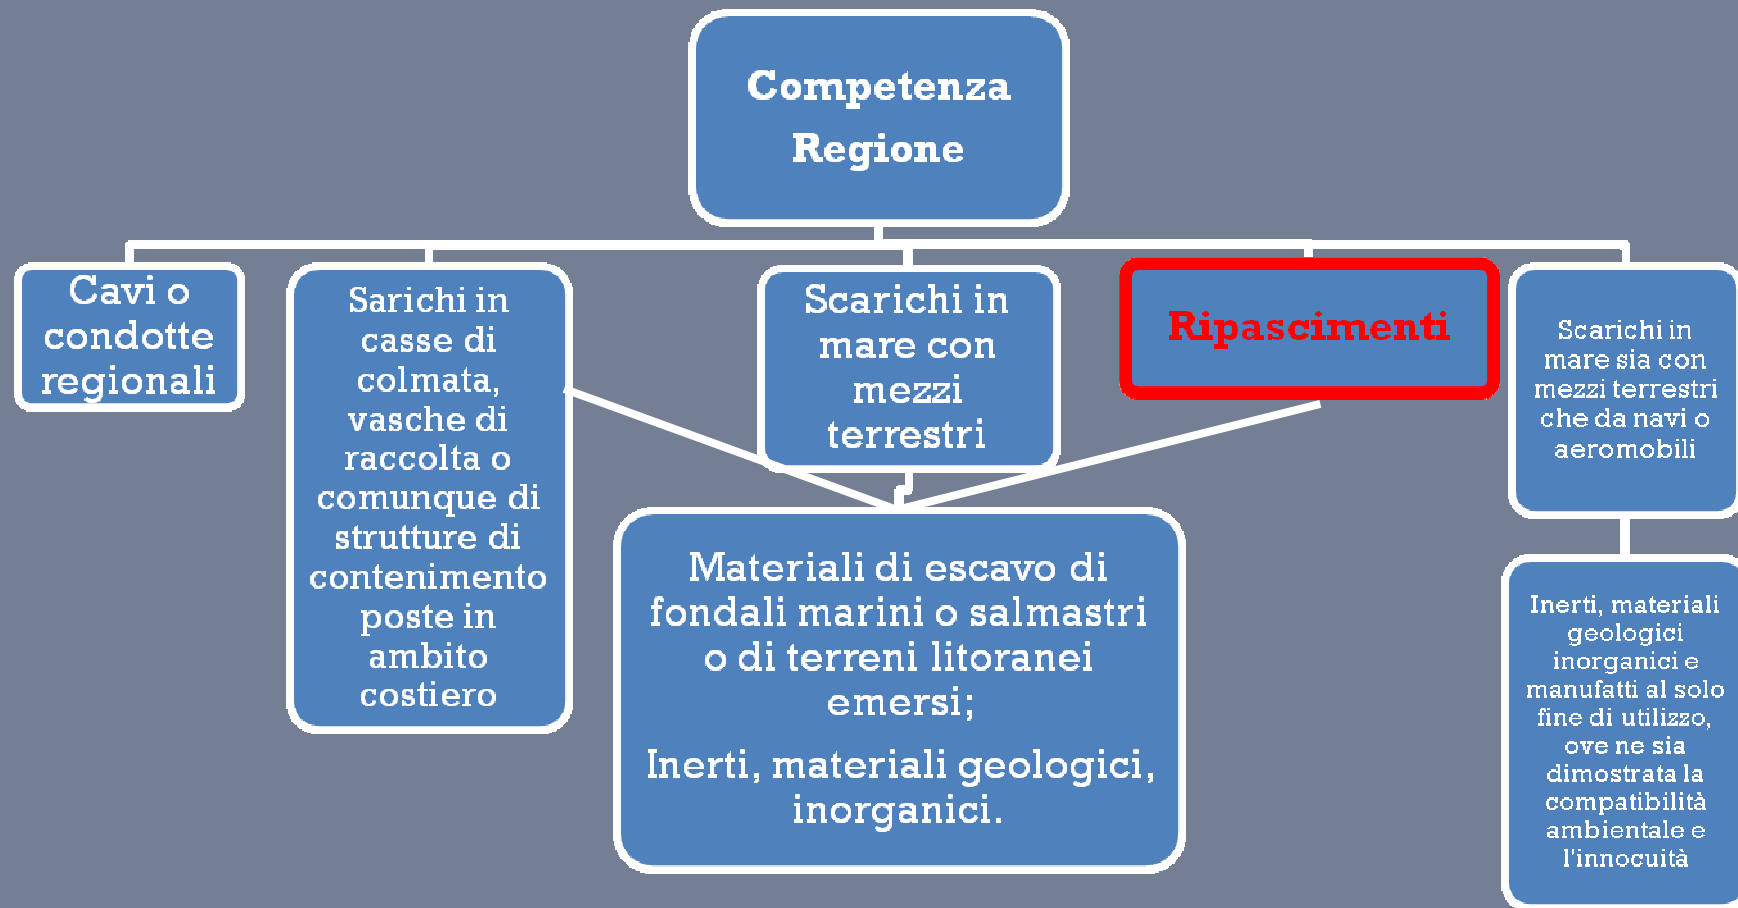 Competenza
Regione
Cavi o
condotte
regionali
Sarichi in
casse di
colmata,
vasche di
raccolta o
comunque di
strutture di
contenimento
poste in
ambito
costiero
Scarichi in
mare con
mezzi
terrestri
Ripascimenti
Scarichi in
mare sia con
mezzi terrestri
che da navi o
aeromobili
Materiali di escavo di
fondali marini o salmastri
o di terreni litoranei
emersi;
Inerti, materiali geologici,
inorganici.
Inerti, materiali
geologici
inorganici e
manufatti al solo
fine di utilizzo,
ove ne sia
dimostrata la
compatibilità
ambientale e
l'innocuità